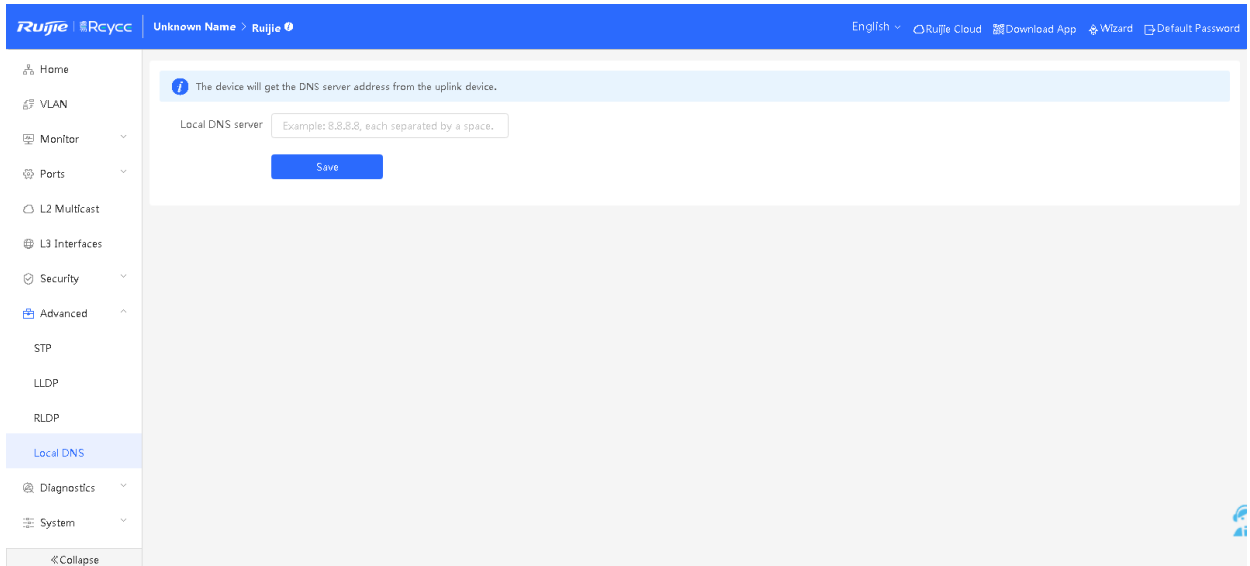 Ruijie | Rcycc
Unknown Name > Ruijie
English
Ruijie Cloud
Download App
Wizard
Default Password
Home
VLAN
Monitor
Ports
L2 Multicast
L3 Interfaces
Security
Advanced
STP
LLDP
RLDP
Local DNS
Diagnostics
System
«Collapse
The device will get the DNS server address from the uplink device.
Local DNS server
Example: 8.8.8.8, each separated by a space.
Save